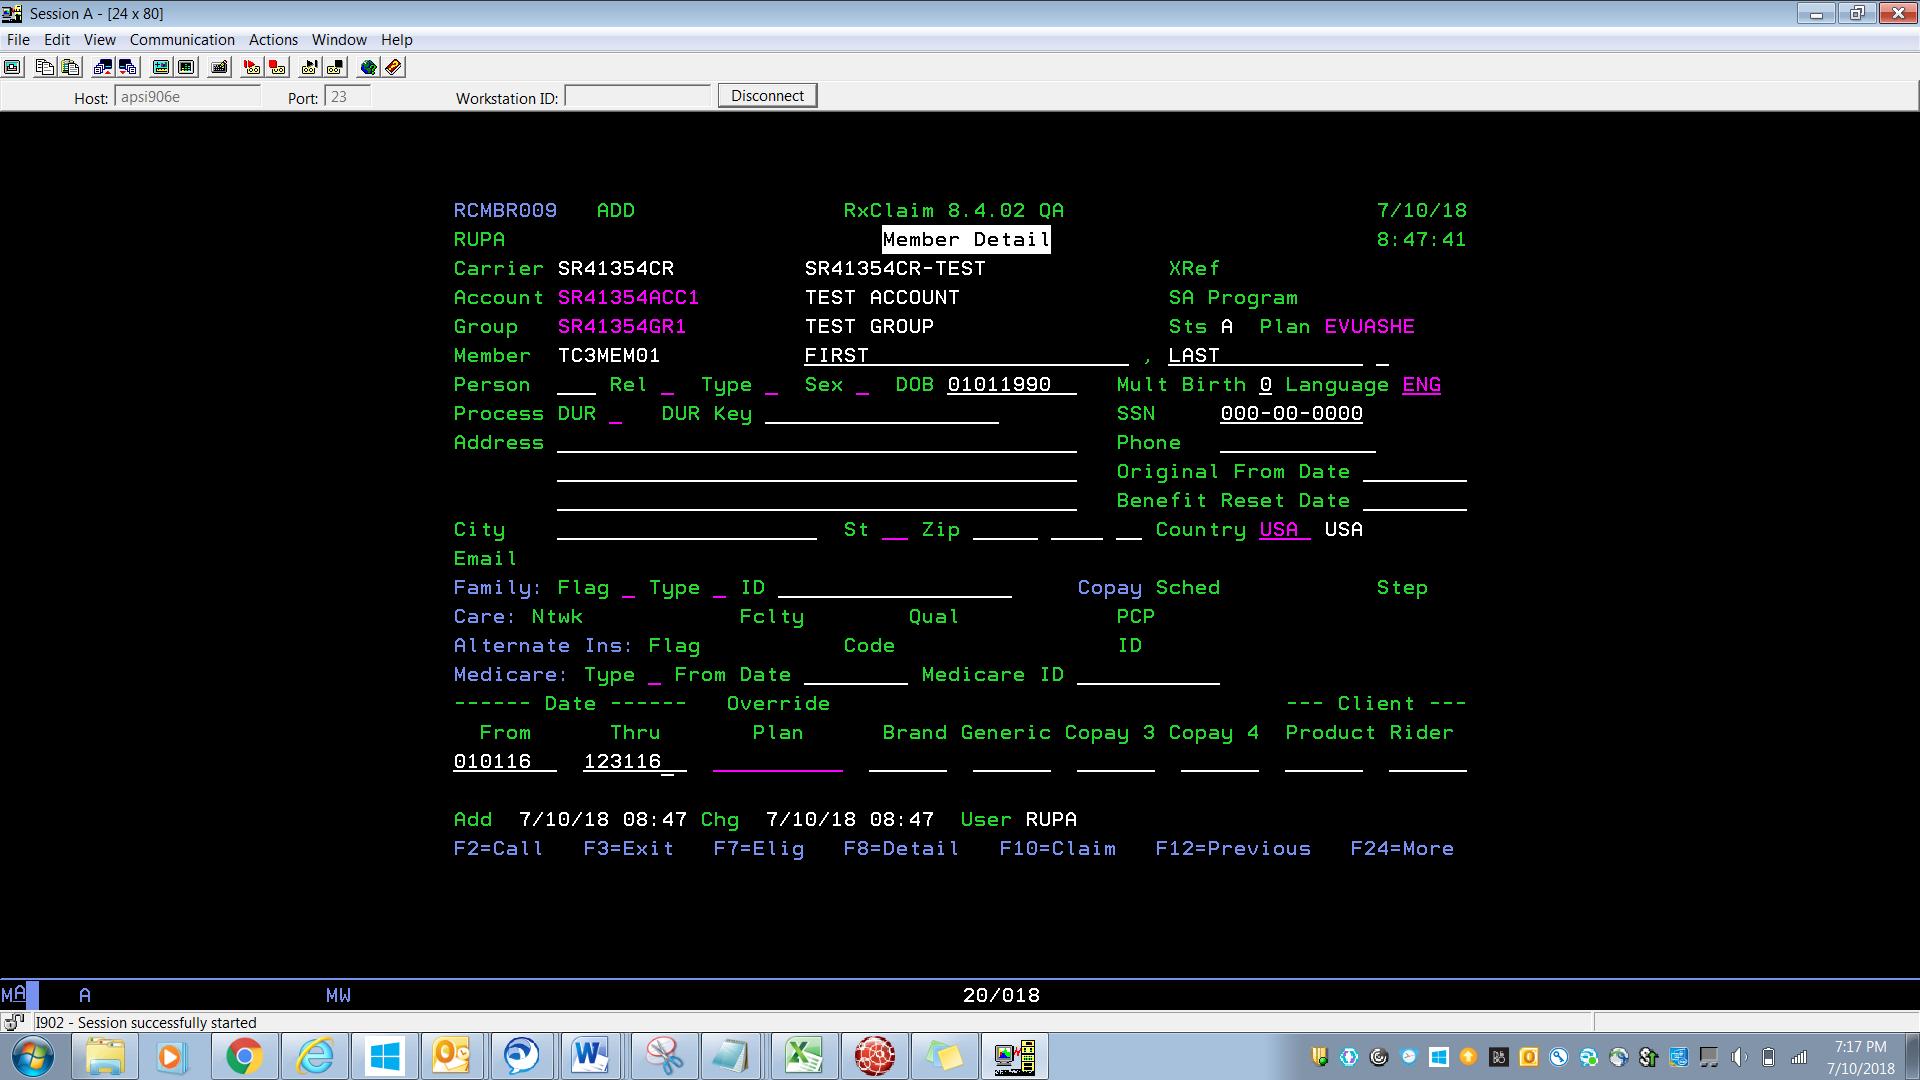 Session A - [24 x 80]
File Edit View Communication Actions Window Help
Host: apsi906e Port: 23 Workstation ID: Disconnect
RCMBR009 ADD RxClaim 8.4.02 QA 7/10/18
RUPA Member Detail 8:47:41
Carrier SR41354CR SR41354CR-TEST XRef
Account SR41354ACC1 TEST ACCOUNT SA Program
Group SR41354GR1 TEST GROUP Sts A Plan EVUASHE
Member TC3MEM01 FIRST , LAST
Person Rel Type Sex DOB 01011990 Mult Birth 0 Language ENG
Process DUR DUR Key SSN 000-00-0000
Address Phone
Original From Date
Benefit Reset Date
City St Zip Country USA USA
Email
Family: Flag Type ID Copay Sched Step
Care: Ntwk Fclty Qual PCP
Alternate Ins: Flag Code ID
Medicare: Type From Date Medicare ID
------ Date ------ Override --- Client ---
From Thru Plan Brand Generic Copay 3 Copay 4 Product Rider
010116 123116
Add 7/10/18 08:47 Chg 7/10/18 08:47 User RUPA
F2=Call F3=Exit F7=Elig F8=Detail F10=Claim F12=Previous F24=More
MA A MW 20/018
I902 - Session successfully started
7:17 PM
7/10/2018